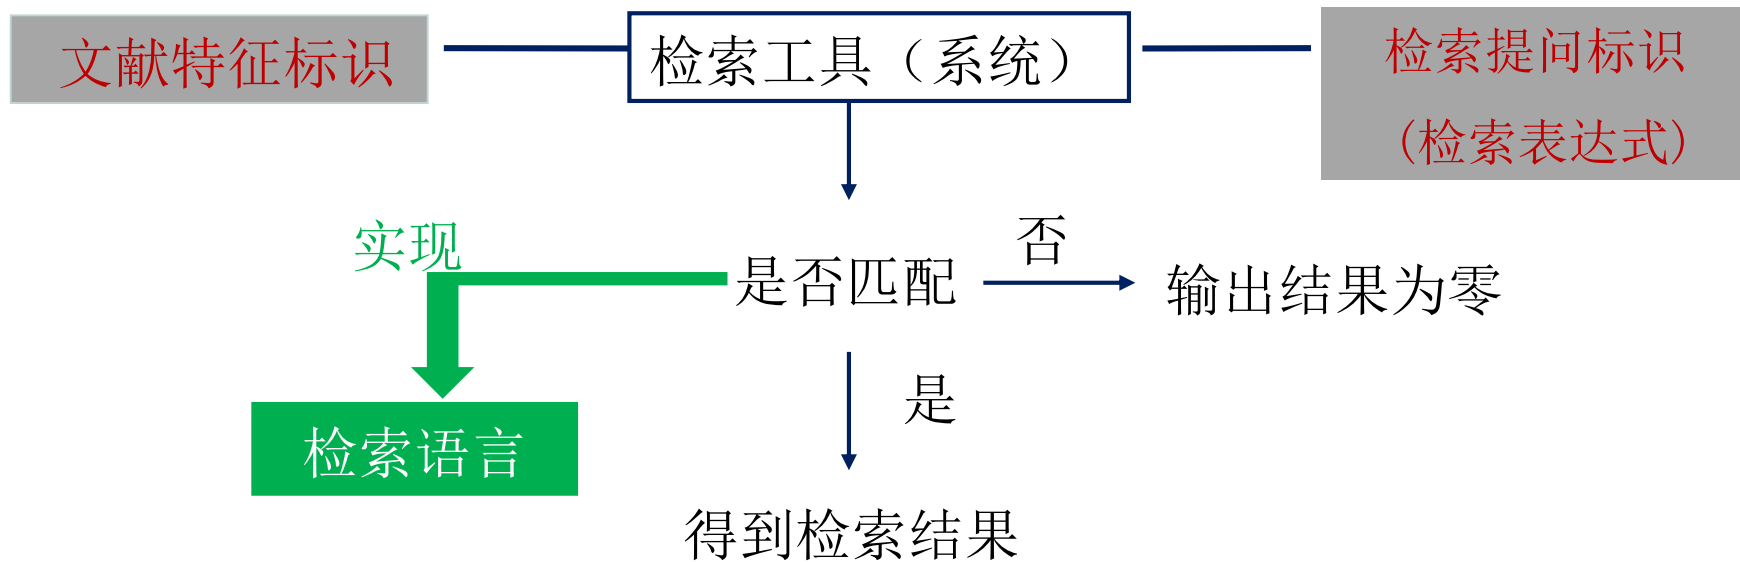 文献特征标识
检索工具（系统）
检索提问标识
（检索表达式）
实现
是否匹配
否
输出结果为零
是
检索语言
得到检索结果